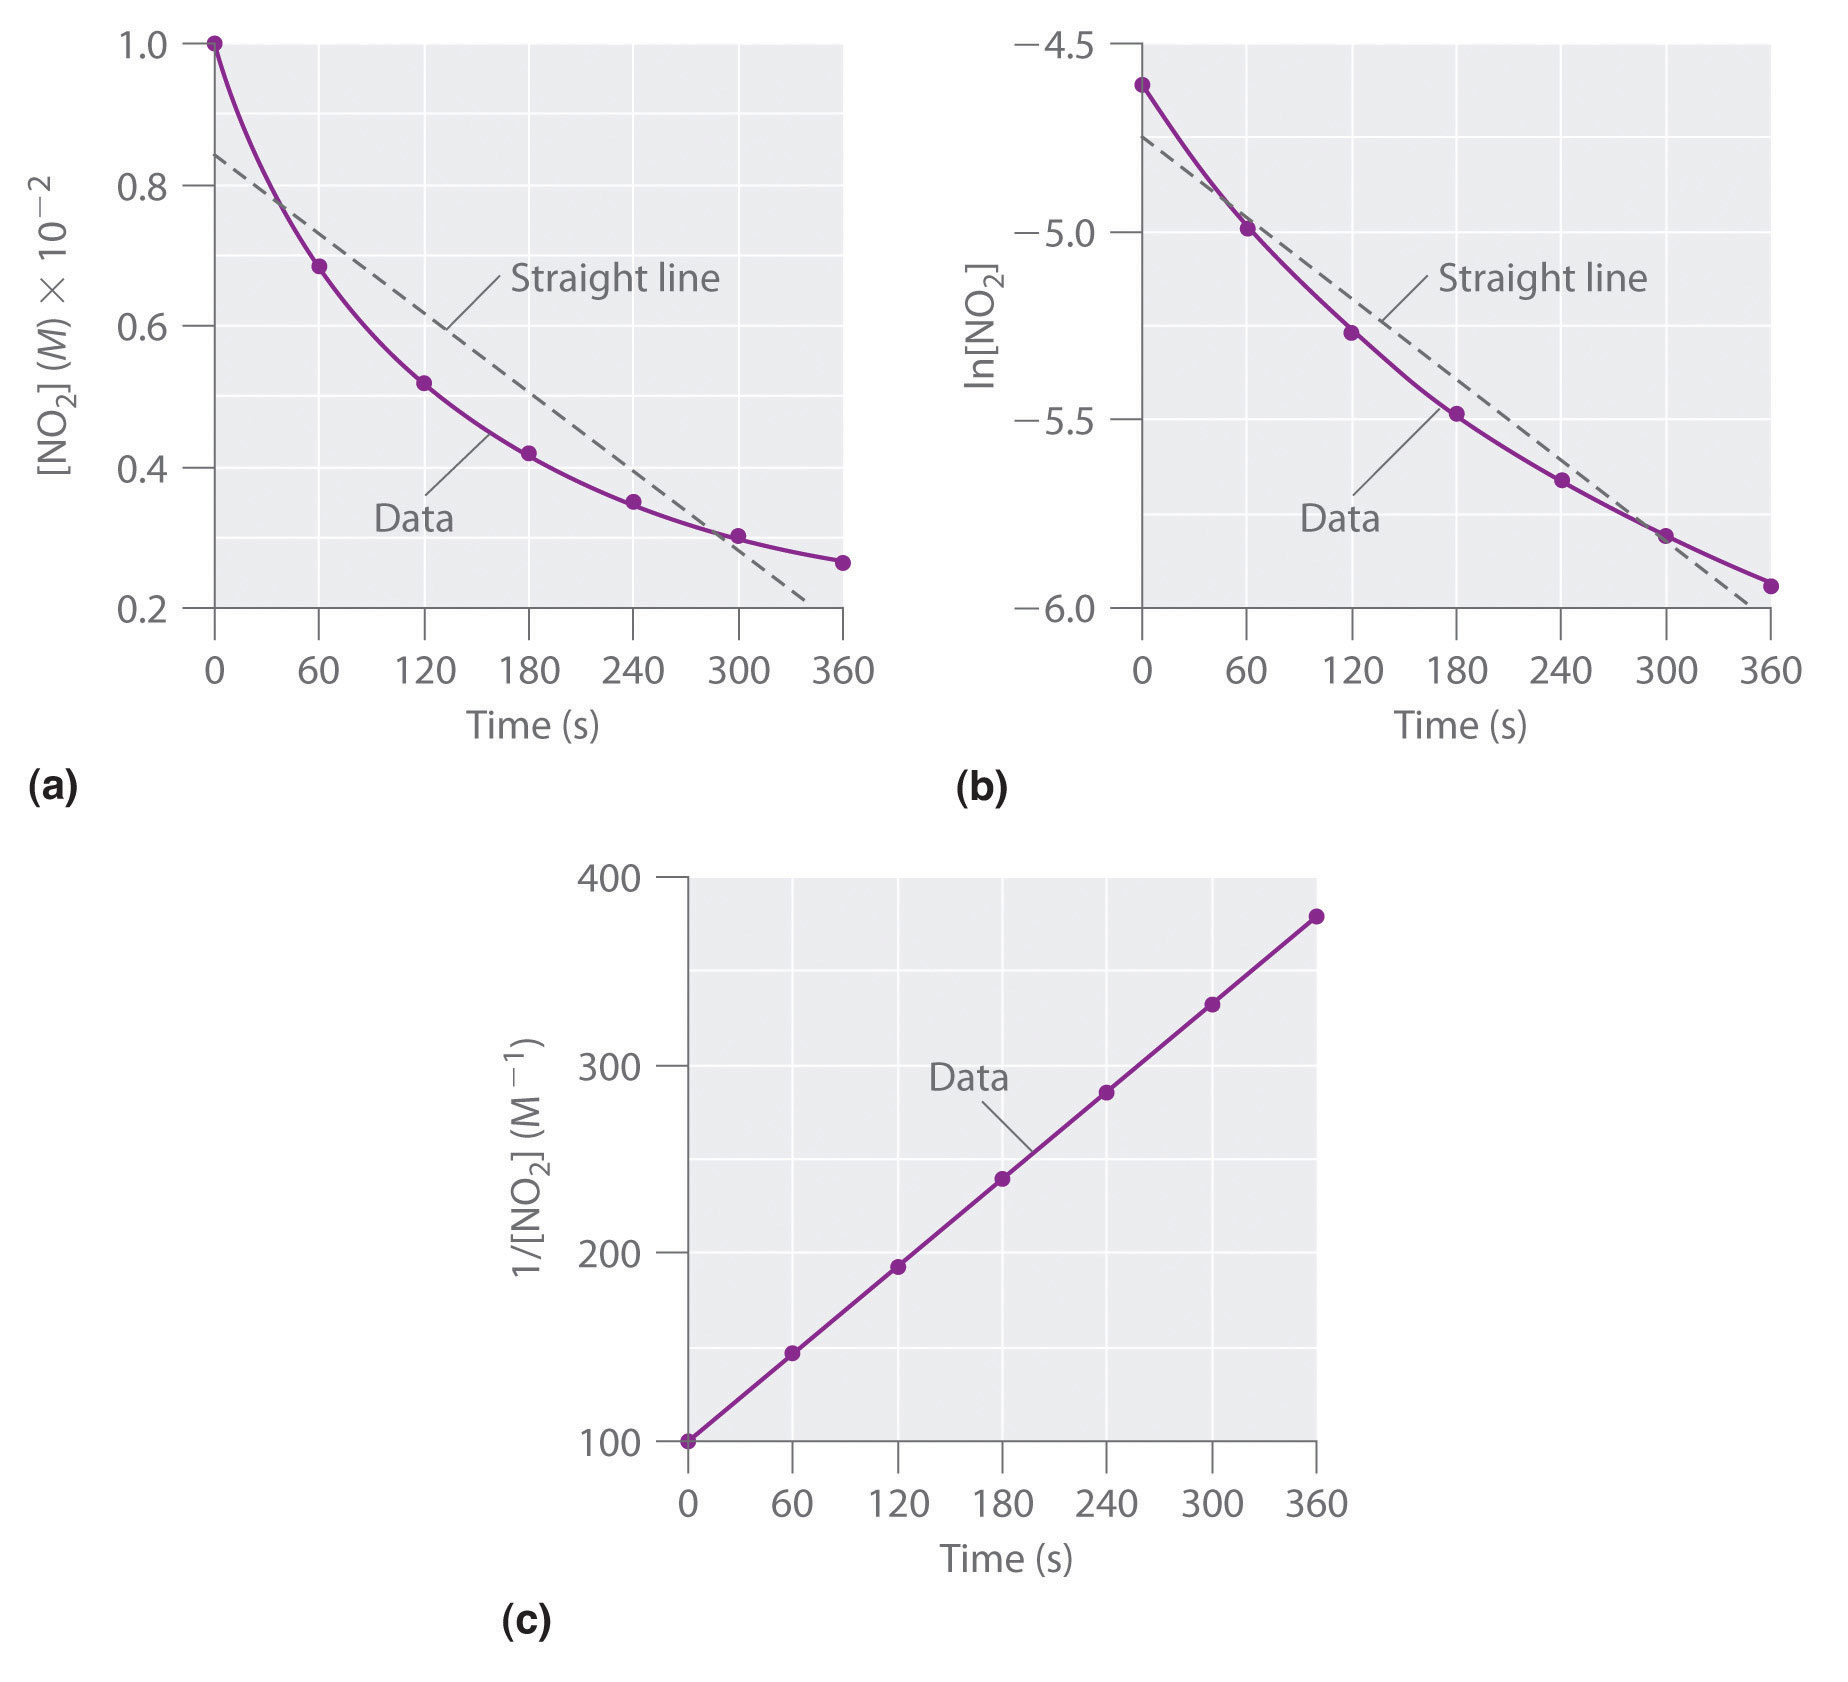 [NO₂] (M) × 10⁻²
1.0
0.8
0.6
0.4
0.2
Straight line
Data
0 60 120 180 240 300 360
Time (s)
(a)
ln[NO₂]
−4.5
−5.0
−5.5
−6.0
Straight line
Data
0 60 120 180 240 300 360
Time (s)
(b)
1/[NO₂] (M⁻¹)
400
300
200
100
Data
0 60 120 180 240 300 360
Time (s)
(c)